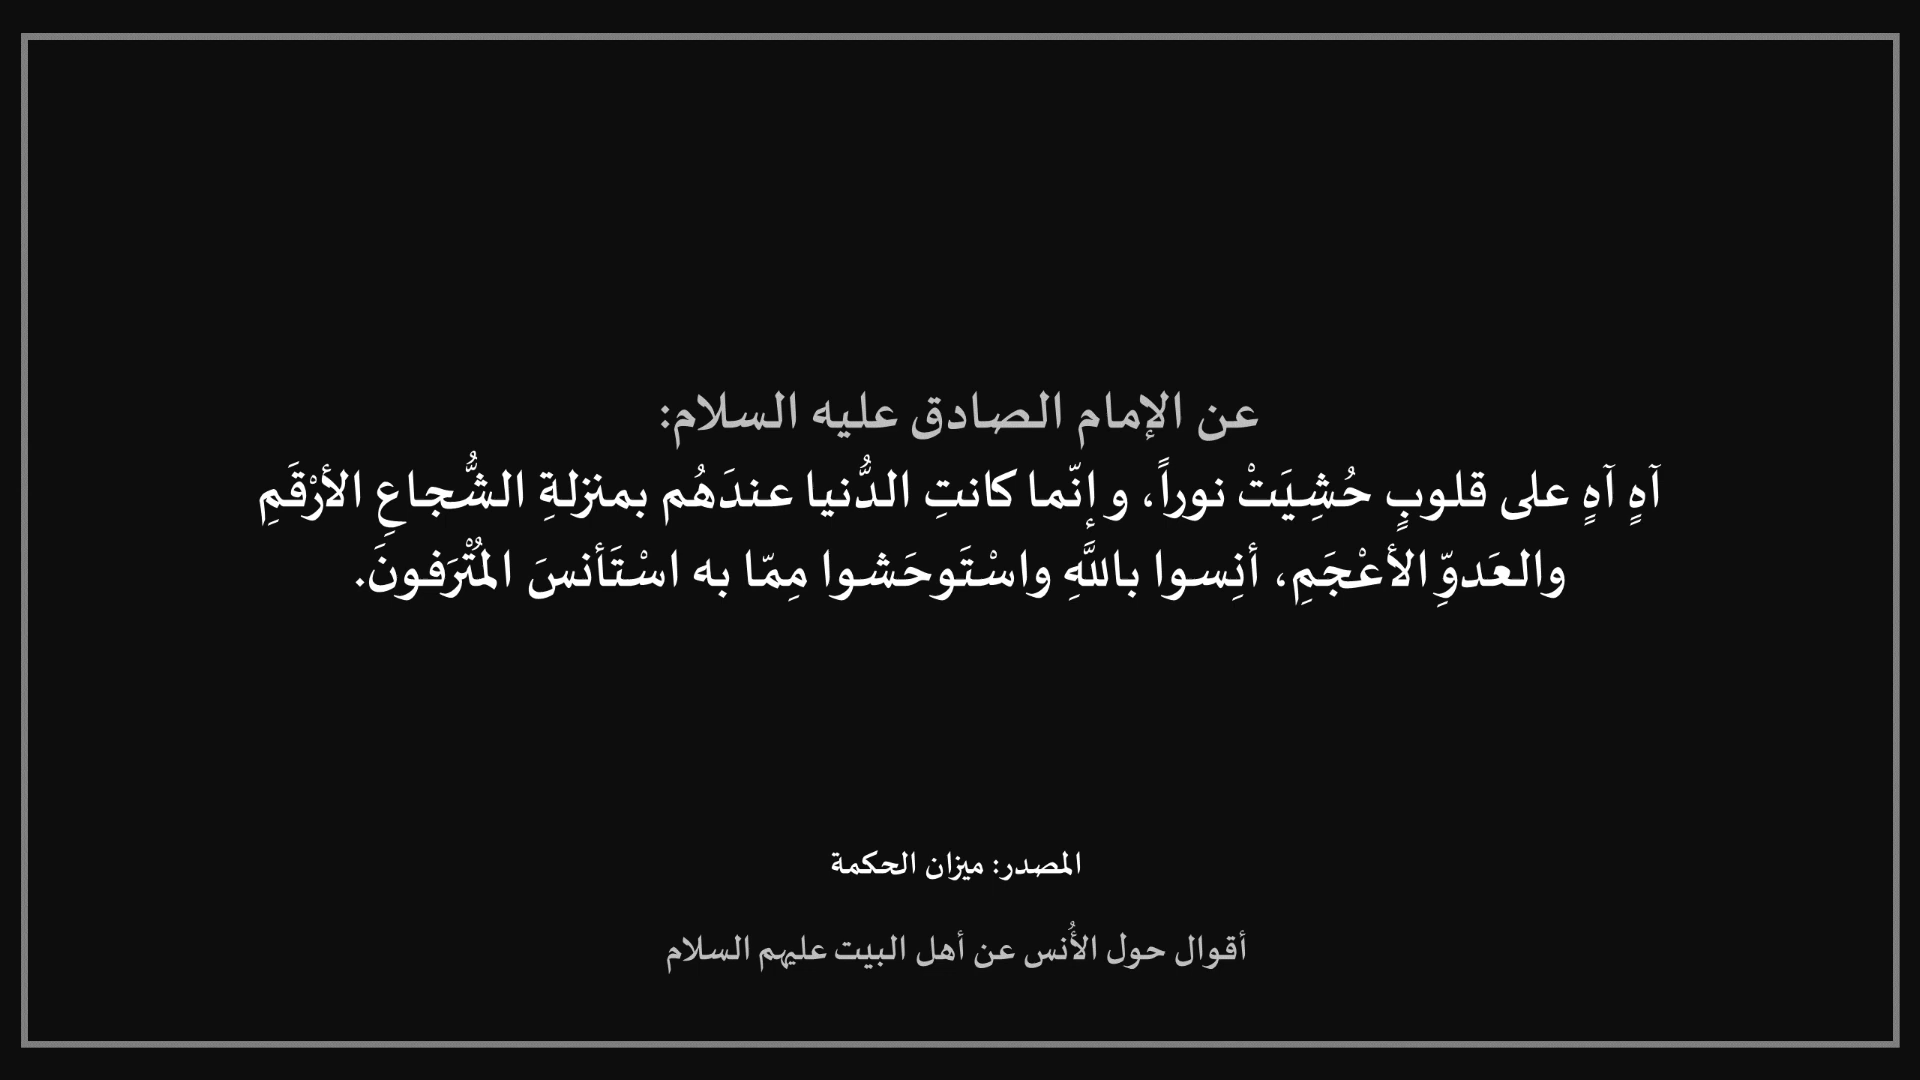 عن الإمام الصادق عليه السلام:
آهٍ آهٍ على قلوبٍ حُشِيَتْ نوراً، و إنّما كانتِ الدُّنيا عندَهُم بمنزلةِ الشُّجاعِ الأرْقَمِ
والعَدوِّ الأعْجَمِ، أنِسوا باللَّهِ واسْتَوحَشوا مِمّا به اسْتَأنسَ المُتْرَفونَ.
المصدر: ميزان الحكمة
أقوال حول الأُنس عن أهل البيت عليهم السلام